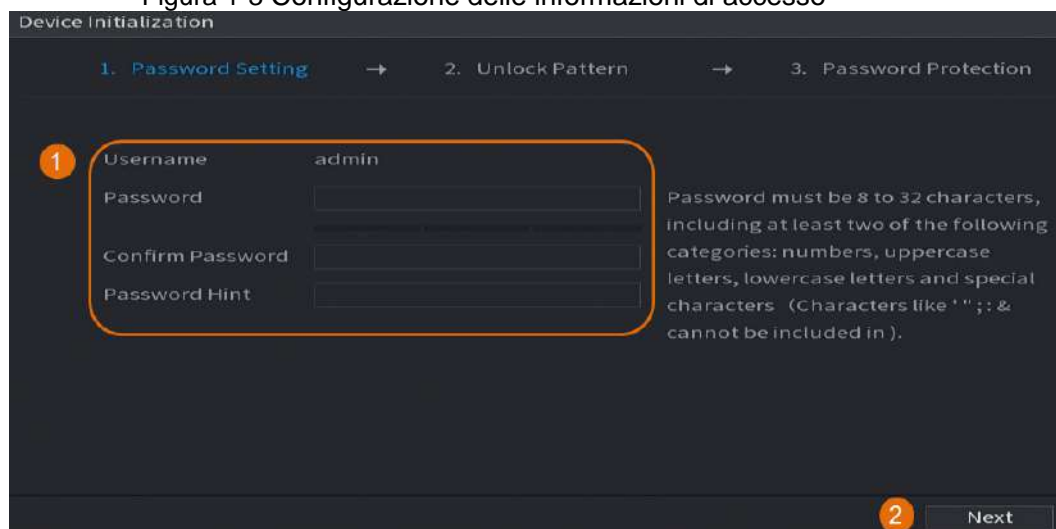 Figura 1-3 Configurazione delle informazioni di accesso
Device Initialization
1. Password Setting → 2. Unlock Pattern → 3. Password Protection
1
Username admin
Password
Confirm Password
Password Hint
Password must be 8 to 32 characters,
including at least two of the following
categories: numbers, uppercase
letters, lowercase letters and special
characters (Characters like ' " ; : &
cannot be included in ).
2
Next